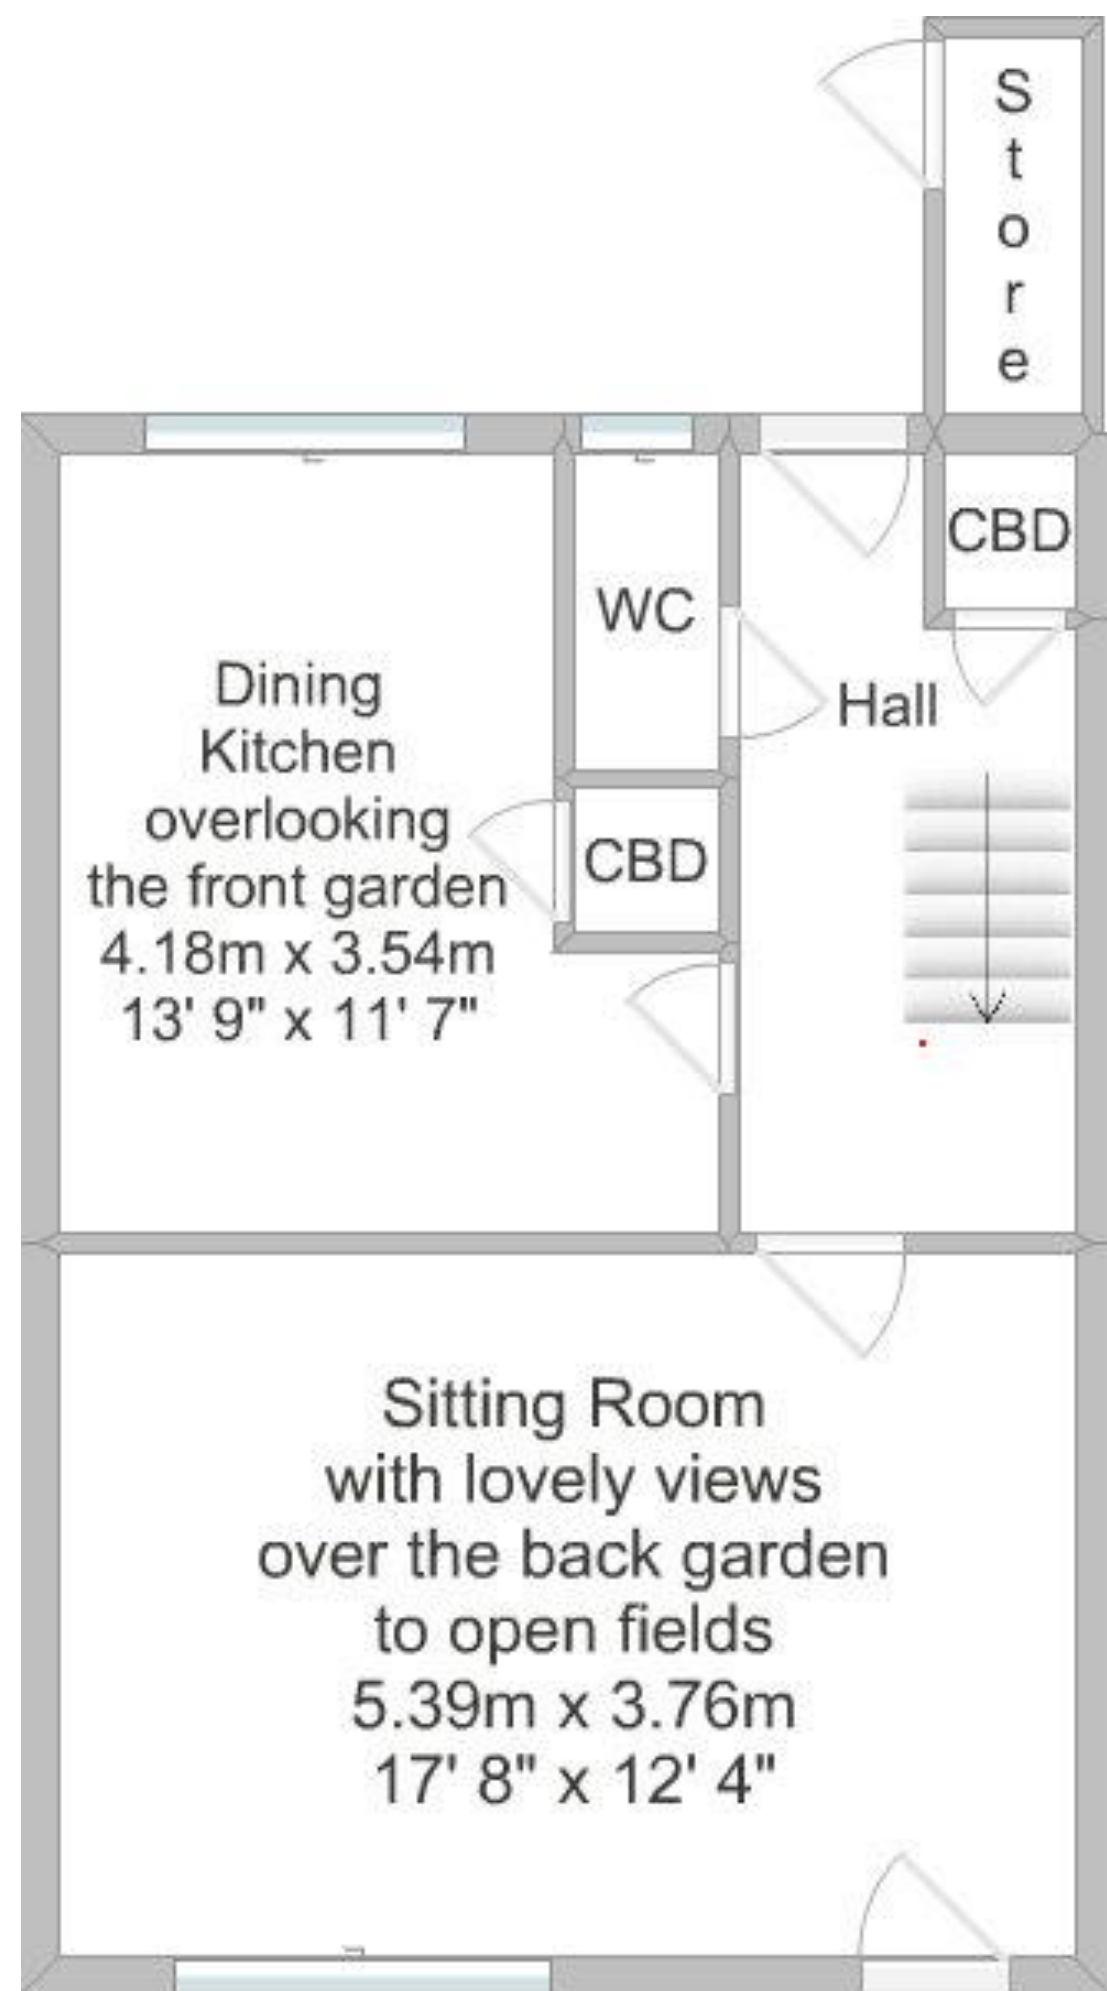 Store
CBD
WC
Hall
Dining
Kitchen
overlooking
the front garden
4.18m x 3.54m
13' 9" x 11' 7"
CBD
Sitting Room
with lovely views
over the back garden
to open fields
5.39m x 3.76m
17' 8" x 12' 4"